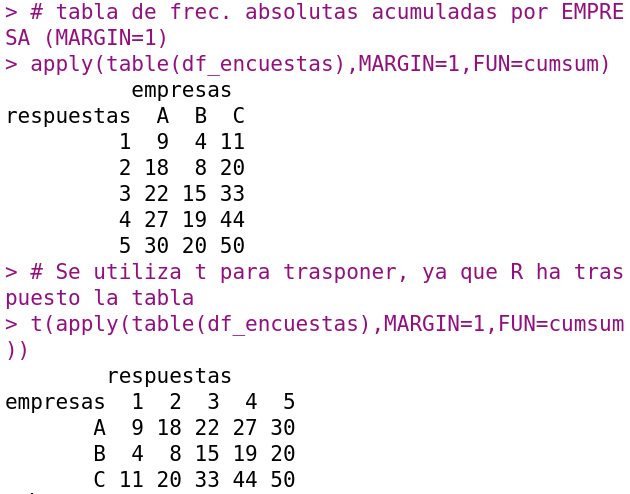 > # tabla de frec. absolutas acumuladas por EMPRE
SA (MARGIN=1)
> apply(table(df_encuestas),MARGIN=1,FUN=cumsum)
          empresas
respuestas  A  B  C
         1  9  4 11
         2 18  8 20
         3 22 15 33
         4 27 19 44
         5 30 20 50
> # Se utiliza t para trasponer, ya que R ha tras
puesto la tabla
> t(apply(table(df_encuestas),MARGIN=1,FUN=cumsum
))
        respuestas
empresas  1  2  3  4  5
       A  9 18 22 27 30
       B  4  8 15 19 20
       C 11 20 33 44 50